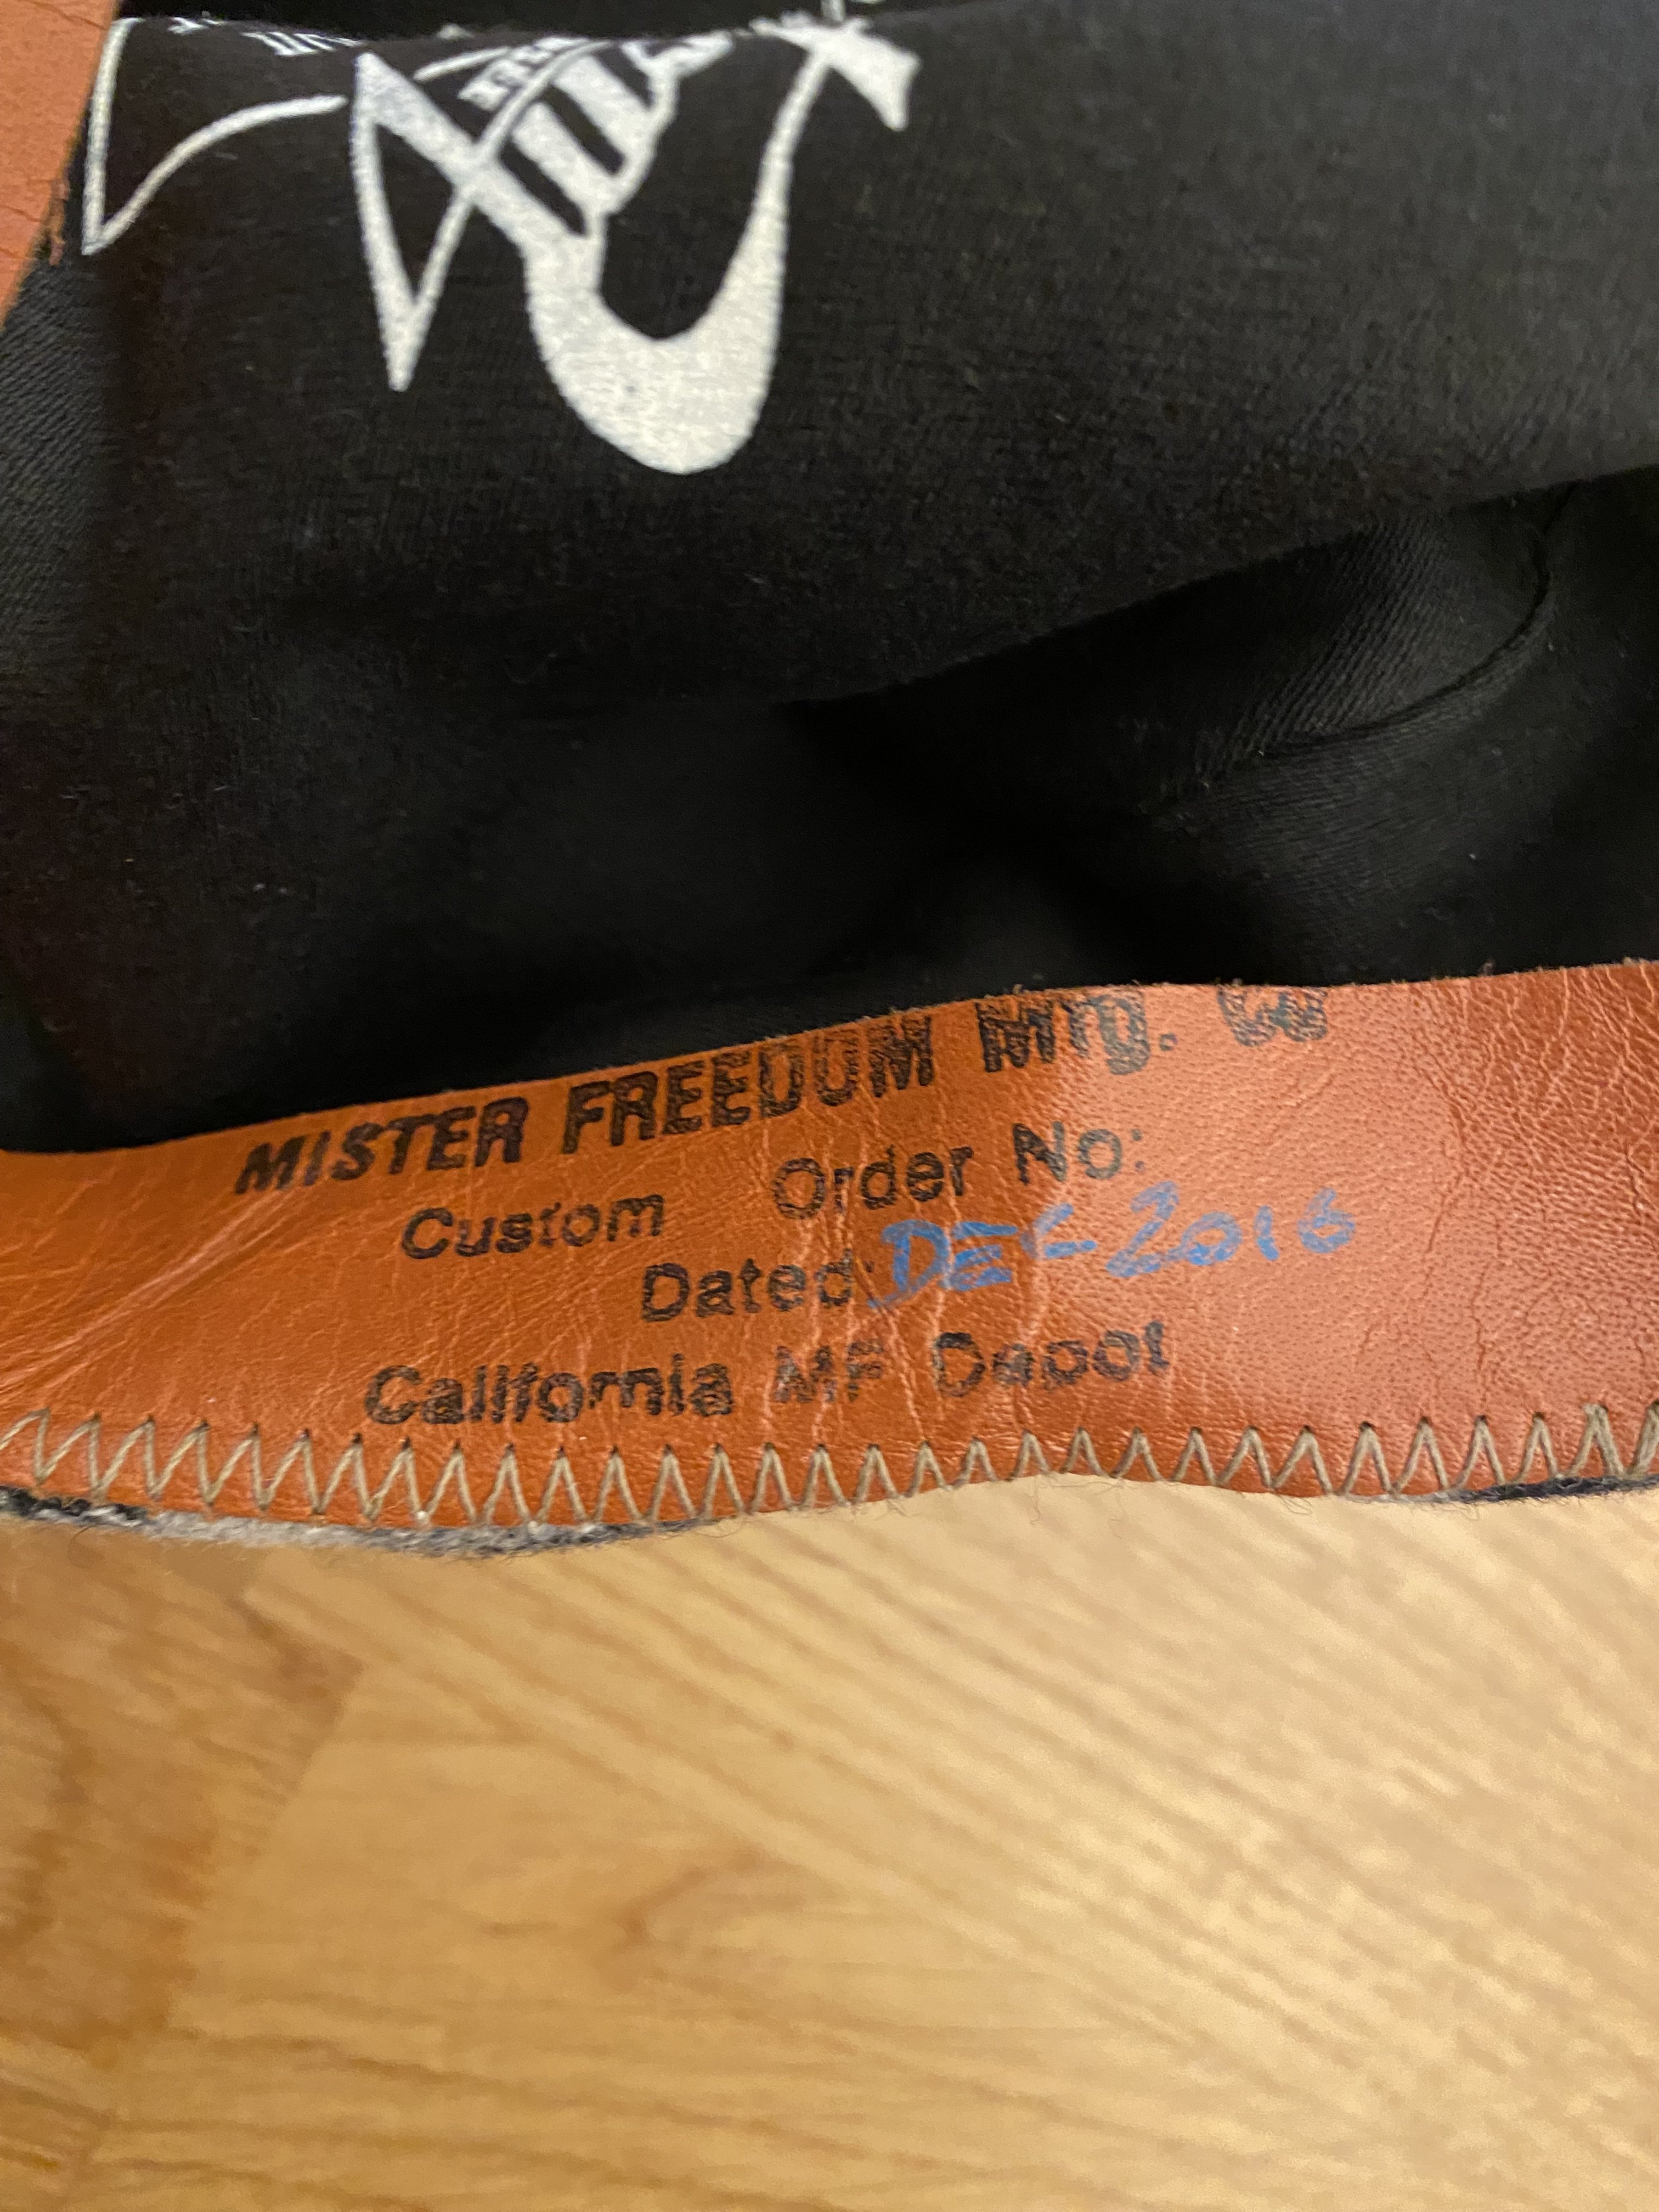 MISTER FREEDOM Mfg. Co
Custom Order No:
Dated: DEC 2016
California MF Depot